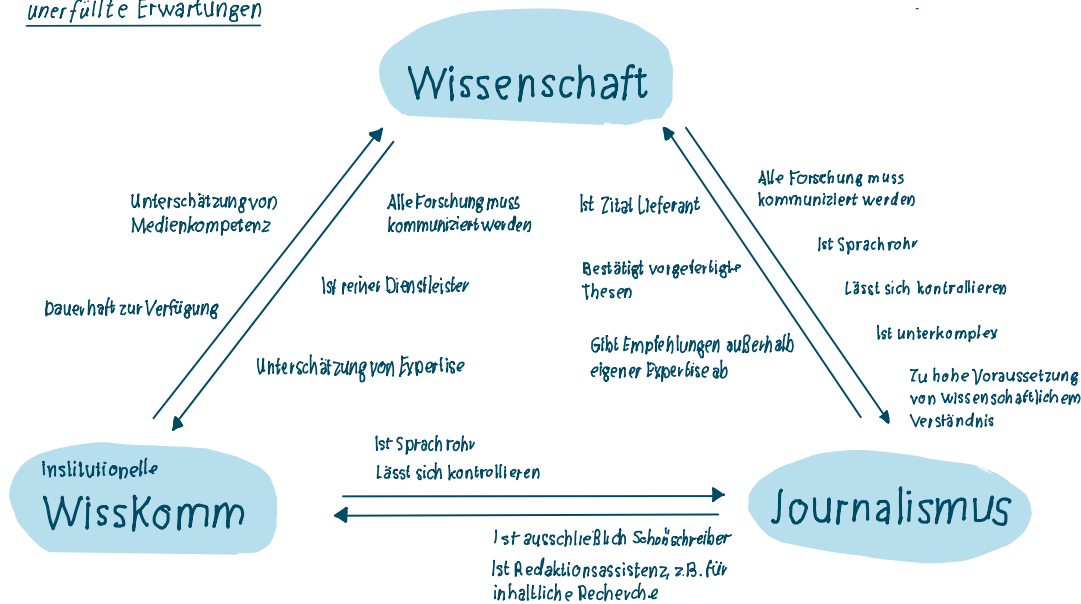 unerfüllte Erwartungen
Wissenschaft
Unterschätzung von
Medienkompetenz
Dauerhaft zur Verfügung
Alle Forschung muss
kommuniziert werden
Ist reiner Dienstleister
Unterschätzung von Expertise
Ist Zitat Lieferant
Bestätigt vorgefertigte
Thesen
Gibt Empfehlungen außerhalb
eigener Expertise ab
Alle Forschung muss
kommuniziert werden
Ist Sprachrohr
Lässt sich kontrollieren
Ist unterkomplex
Zu hohe Voraussetzung
von wissenschaftlichem
Verständnis
Institutionelle
WissKomm
Ist Sprachrohr
Lässt sich kontrollieren
Ist ausschließlich Schönschreiber
Ist Redaktionsassistenz, z.B. für
inhaltliche Recherche
Journalismus